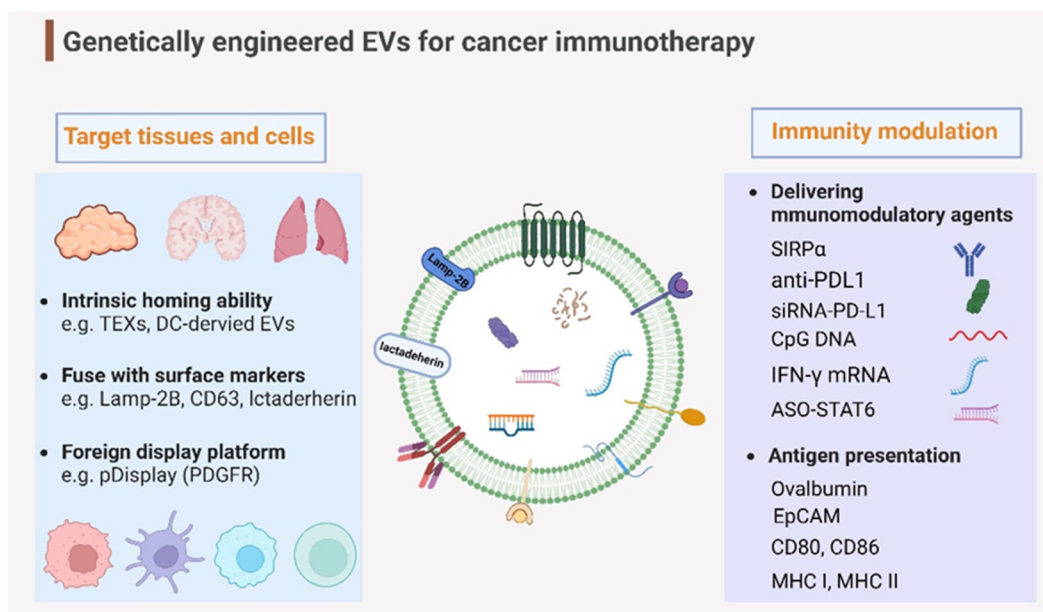 Genetically engineered EVs for cancer immunotherapy
Target tissues and cells
• Intrinsic homing ability
e.g. TEXs, DC-dervied EVs
• Fuse with surface markers
e.g. Lamp-2B, CD63, lctaderherin
• Foreign display platform
e.g. pDisplay (PDGFR)
Lamp-2B
lactadeherin
Immunity modulation
• Delivering
mmunomodulatory agents
SIRPα
anti-PDL1
siRNA-PD-L1
CpG DNA
IFN-γ mRNA
ASO-STAT6
• Antigen presentation
Ovalbumin
EpCAM
CD80, CD86
MHC I, MHC II